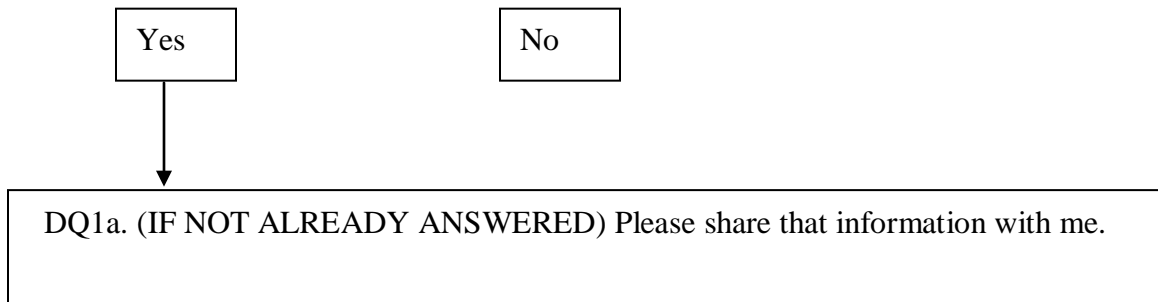 Yes
No
DQ1a. (IF NOT ALREADY ANSWERED) Please share that information with me.